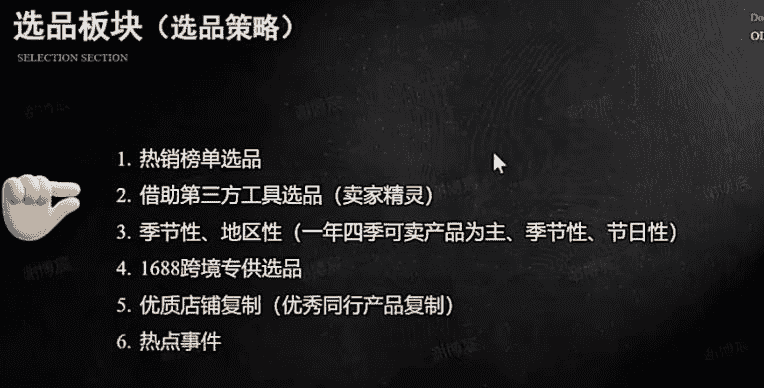 选品板块（选品策略）
SELECTION SECTION
1. 热销榜单选品
2. 借助第三方工具选品（卖家精灵）
3. 季节性、地区性（一年四季可卖产品为主、季节性、节日性）
4. 1688跨境专供选品
5. 优质店铺复制（优秀同行产品复制）
6. 热点事件